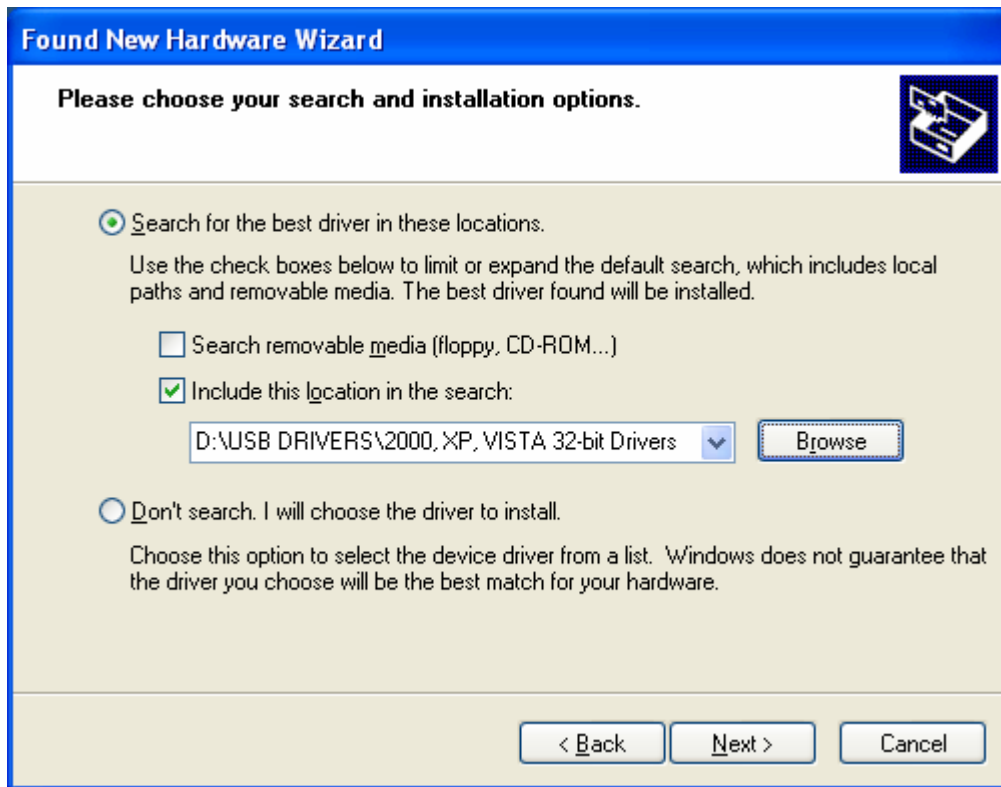 Found New Hardware Wizard
Please choose your search and installation options.
Search for the best driver in these locations.
Use the check boxes below to limit or expand the default search, which includes local
paths and removable media. The best driver found will be installed.
Search removable media (floppy, CD-ROM...)
Include this location in the search:
D:\USB DRIVERS\2000, XP, VISTA 32-bit Drivers
Browse
Don't search. I will choose the driver to install.
Choose this option to select the device driver from a list. Windows does not guarantee that
the driver you choose will be the best match for your hardware.
< Back Next > Cancel